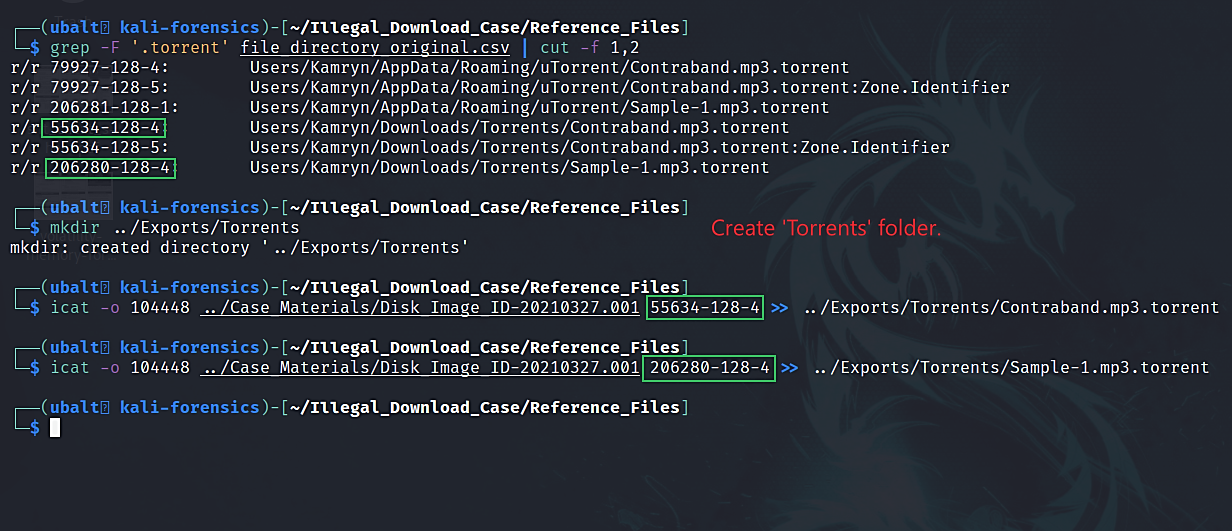 ┌──(ubalt㉿ kali-forensics)-[~/Illegal_Download_Case/Reference_Files]
└─$ grep -F '.torrent' file_directory_original.csv | cut -f 1,2
r/r 79927-128-4:        Users/Kamryn/AppData/Roaming/uTorrent/Contraband.mp3.torrent
r/r 79927-128-5:        Users/Kamryn/AppData/Roaming/uTorrent/Contraband.mp3.torrent:Zone.Identifier
r/r 206281-128-1:       Users/Kamryn/AppData/Roaming/uTorrent/Sample-1.mp3.torrent
r/r 55634-128-4:        Users/Kamryn/Downloads/Torrents/Contraband.mp3.torrent
r/r 55634-128-5:        Users/Kamryn/Downloads/Torrents/Contraband.mp3.torrent:Zone.Identifier
r/r 206280-128-4:       Users/Kamryn/Downloads/Torrents/Sample-1.mp3.torrent
┌──(ubalt㉿ kali-forensics)-[~/Illegal_Download_Case/Reference_Files]
└─$ mkdir ../Exports/Torrents
Create 'Torrents' folder.
mkdir: created directory '../Exports/Torrents'
┌──(ubalt㉿ kali-forensics)-[~/Illegal_Download_Case/Reference_Files]
└─$ icat -o 104448 ../Case_Materials/Disk_Image_ID-20210327.001 55634-128-4 >> ../Exports/Torrents/Contraband.mp3.torrent
┌──(ubalt㉿ kali-forensics)-[~/Illegal_Download_Case/Reference_Files]
└─$ icat -o 104448 ../Case_Materials/Disk_Image_ID-20210327.001 206280-128-4 >> ../Exports/Torrents/Sample-1.mp3.torrent
┌──(ubalt㉿ kali-forensics)-[~/Illegal_Download_Case/Reference_Files]
└─$